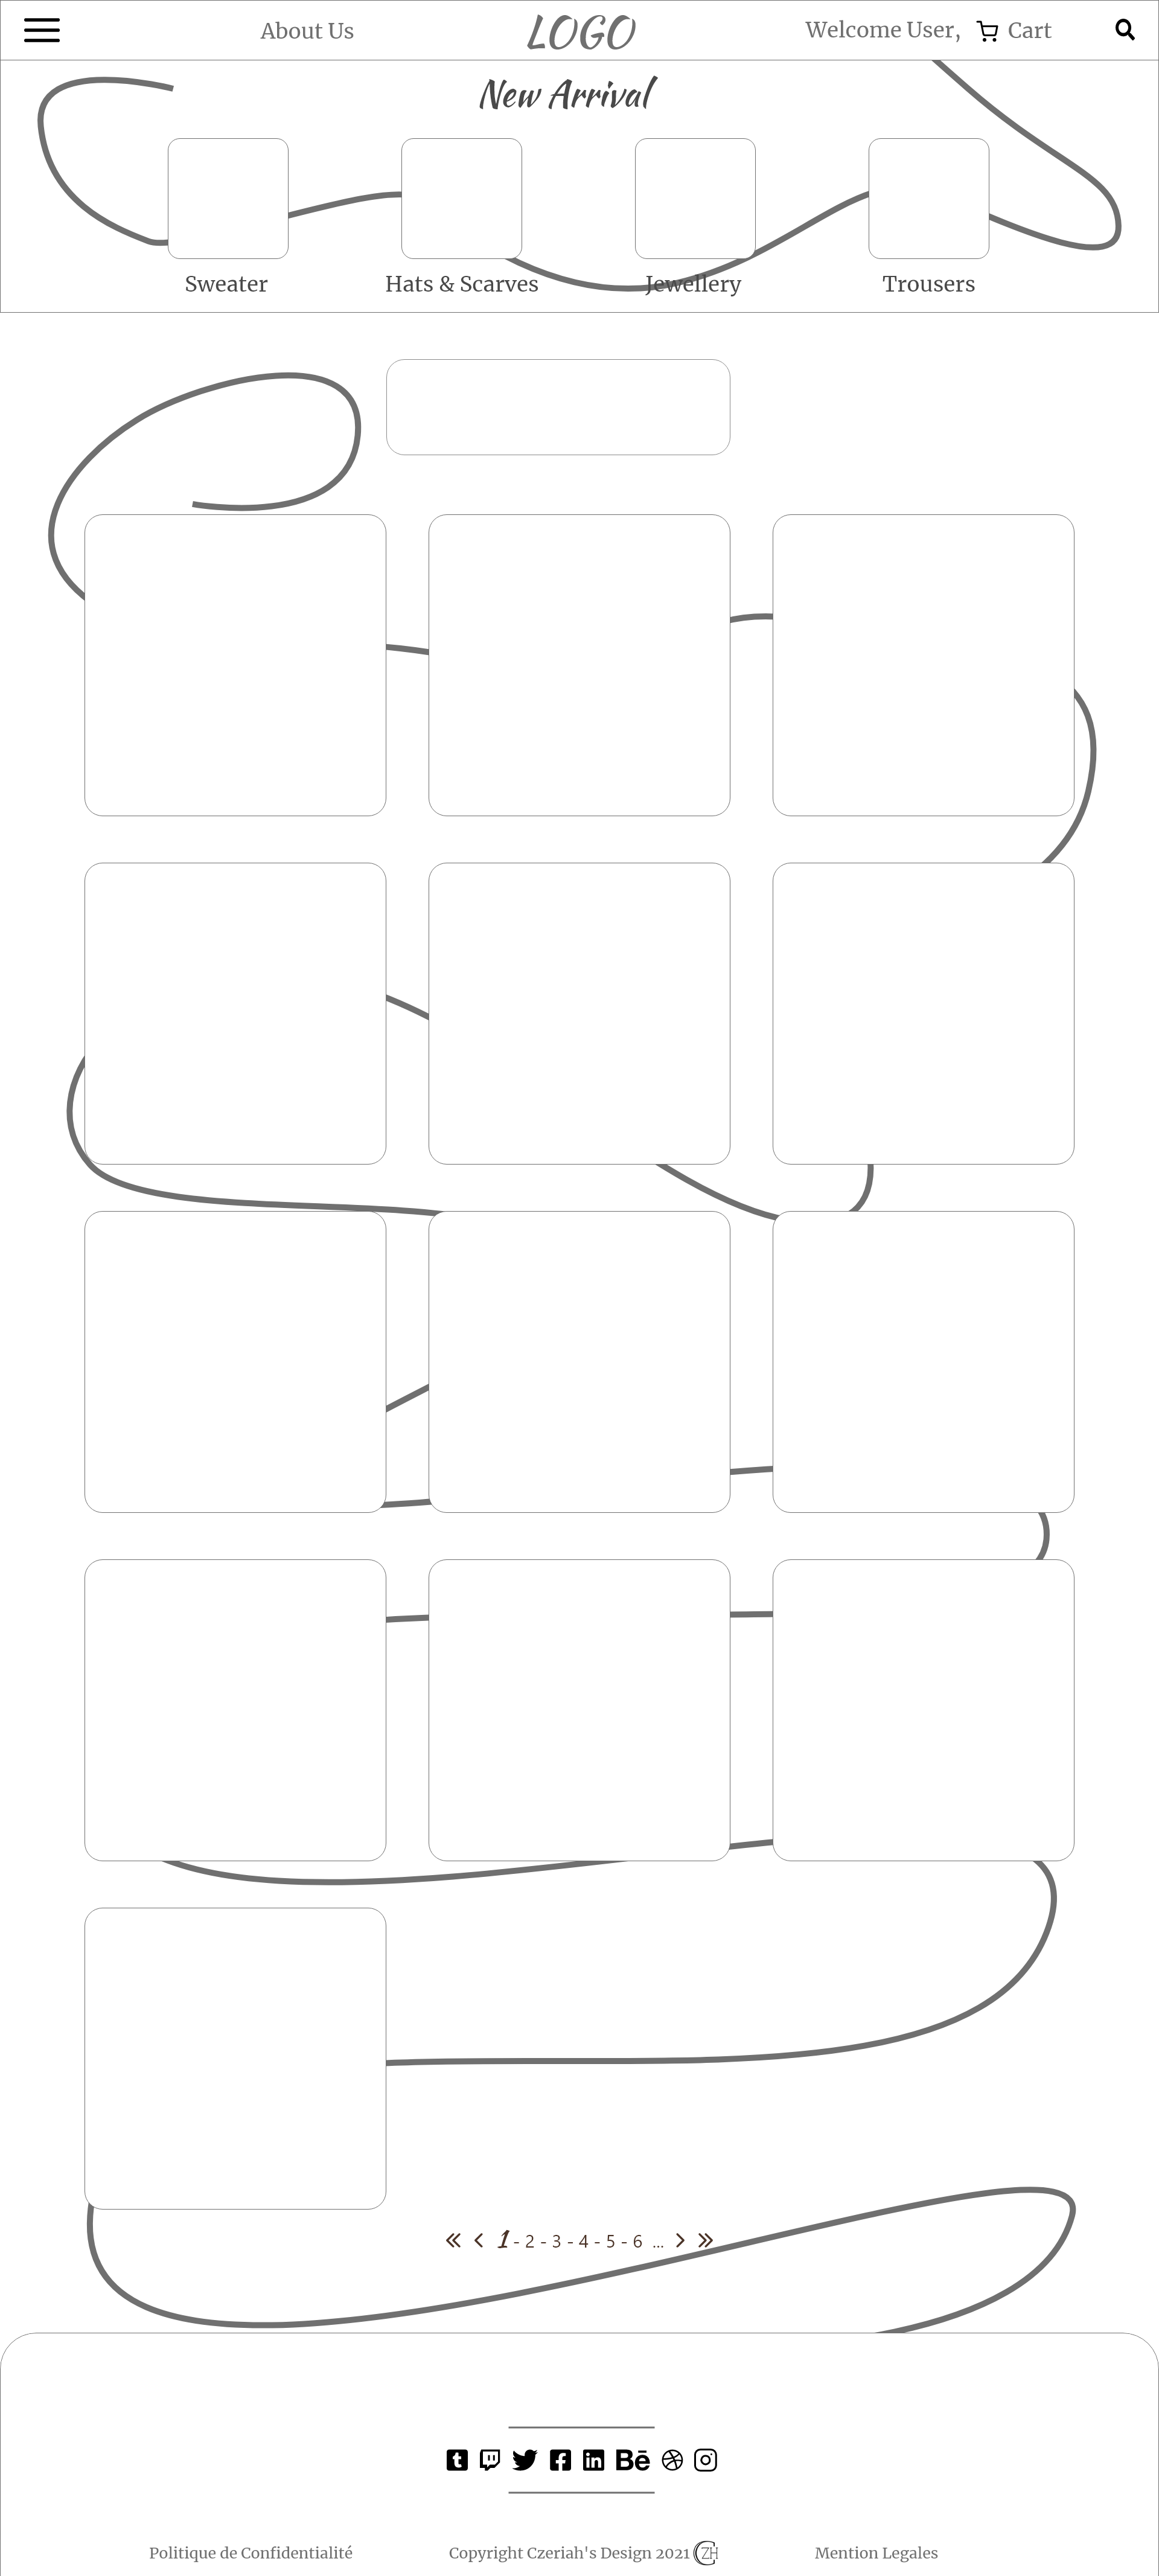 About Us LOGO Welcome User, Cart
New Arrival
Sweater Hats & Scarves Jewellery Trousers
1 - 2 - 3 - 4 - 5 - 6 ...
Bē
Politique de Confidentialité Copyright Czeriah's Design 2021 CZH Mention Legales